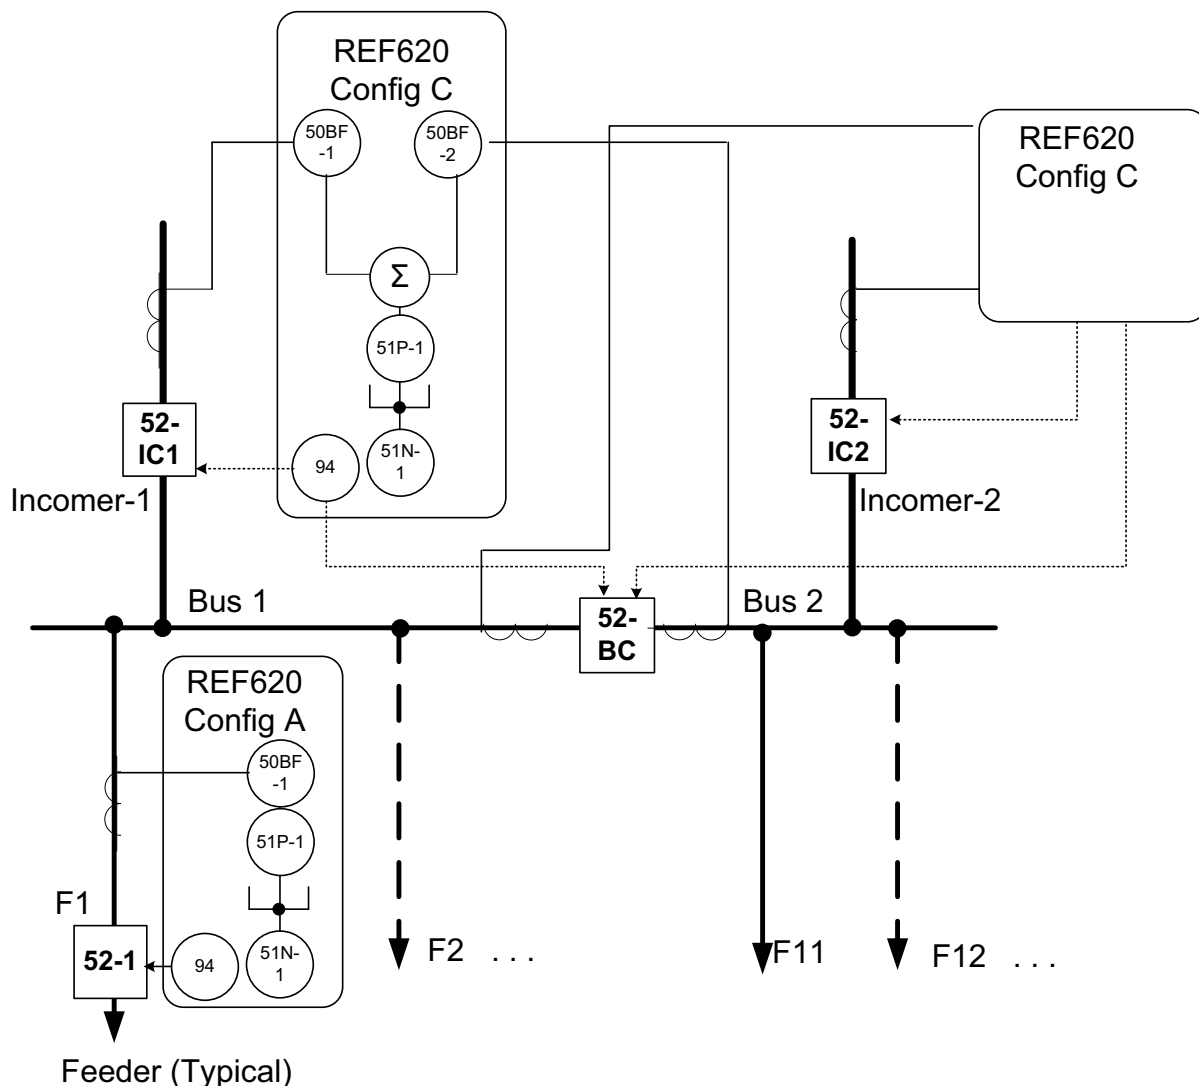 REF620
Config C
50BF
-1
50BF
-2
Σ
51P-1
51N-
1
94
REF620
Config C
52-
IC1
Incomer-1
52-
IC2
Incomer-2
Bus 1
52-
BC
Bus 2
REF620
Config A
50BF
-1
51P-1
51N-
1
94
F1
52-1
F2 . . .
F11
F12 . . .
Feeder (Typical)